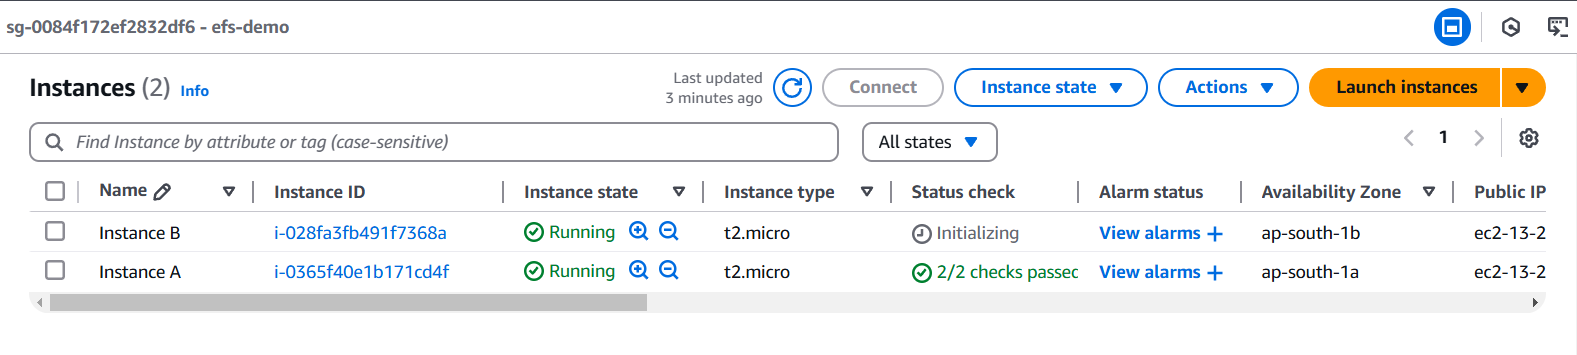 sg-0084f172ef2832df6 - efs-demo
Instances (2) Info
Last updated
3 minutes ago
Connect
Instance state
Actions
Launch instances
Find Instance by attribute or tag (case-sensitive)
All states
1
Name Instance ID Instance state Instance type Status check Alarm status Availability Zone Public IP
Instance B i-028fa3fb491f7368a Running t2.micro Initializing View alarms + ap-south-1b ec2-13-2
Instance A i-0365f40e1b171cd4f Running t2.micro 2/2 checks passed View alarms + ap-south-1a ec2-13-2